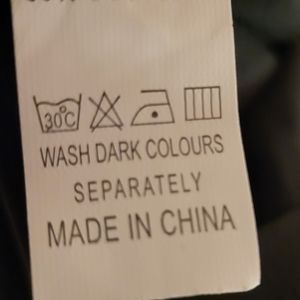 30°C
WASH DARK COLOURS
SEPARATELY
MADE IN CHINA